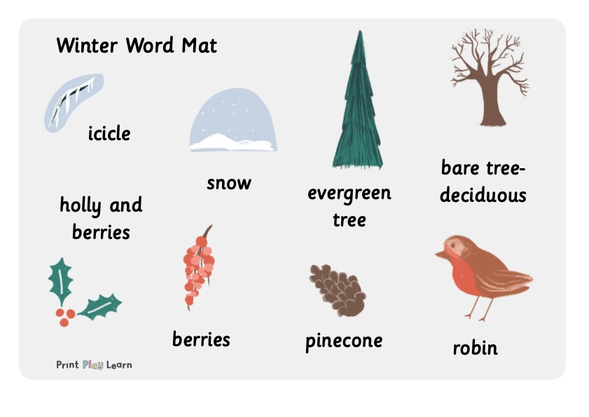 Winter Word Mat
icicle
snow
evergreen
tree
bare tree-
deciduous
holly and
berries
berries
pinecone
robin
Print Play Learn